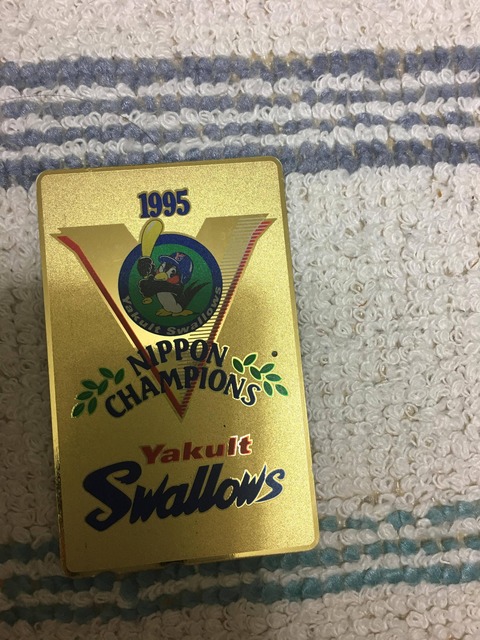 1995
Yakult Swallows
NIPPON
CHAMPIONS
Yakult
Swallows